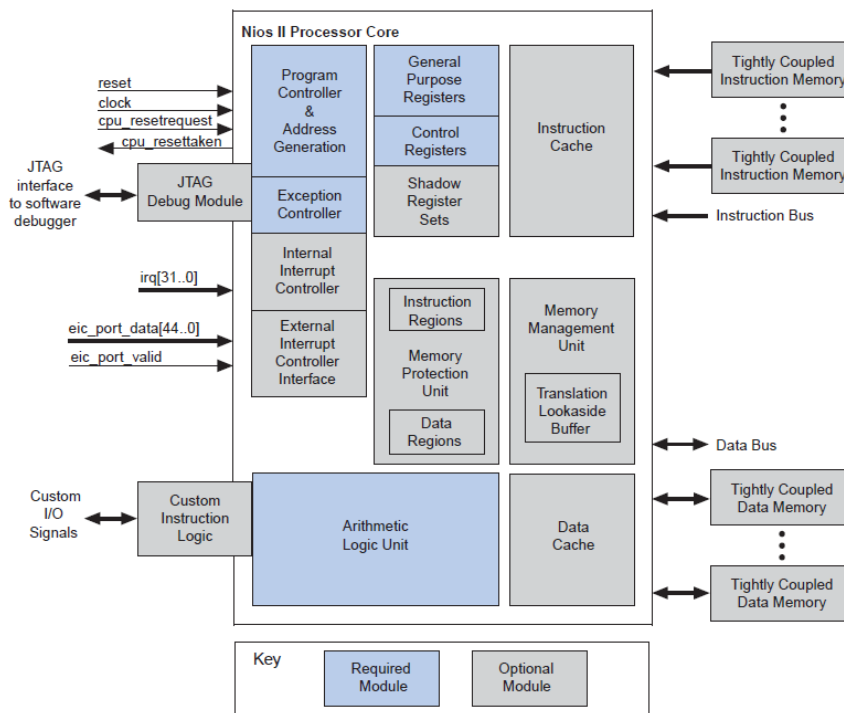 Nios II Processor Core
reset
clock
cpu_resetrequest
cpu_resettaken
JTAG
interface
to software
debugger
JTAG
Debug Module
irq[31..0]
eic_port_data[44..0]
eic_port_valid
Custom
I/O
Signals
Custom
Instruction
Logic
Program
Controller
&
Address
Generation
Exception
Controller
Internal
Interrupt
Controller
External
Interrupt
Controller
Interface
General
Purpose
Registers
Control
Registers
Shadow
Register
Sets
Instruction
Cache
Instruction
Regions
Memory
Protection
Unit
Data
Regions
Memory
Management
Unit
Translation
Lookaside
Buffer
Arithmetic
Logic Unit
Data
Cache
Tightly Coupled
Instruction Memory
Tightly Coupled
Instruction Memory
Instruction Bus
Data Bus
Tightly Coupled
Data Memory
Tightly Coupled
Data Memory
Key
Required
Module
Optional
Module